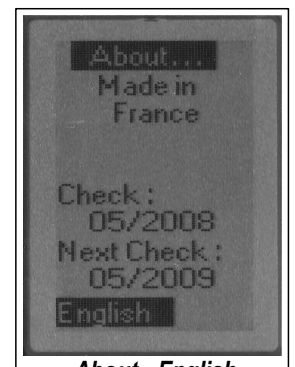 About...
Made in
France
Check :
05/2008
Next Check :
05/2009
English
About - English